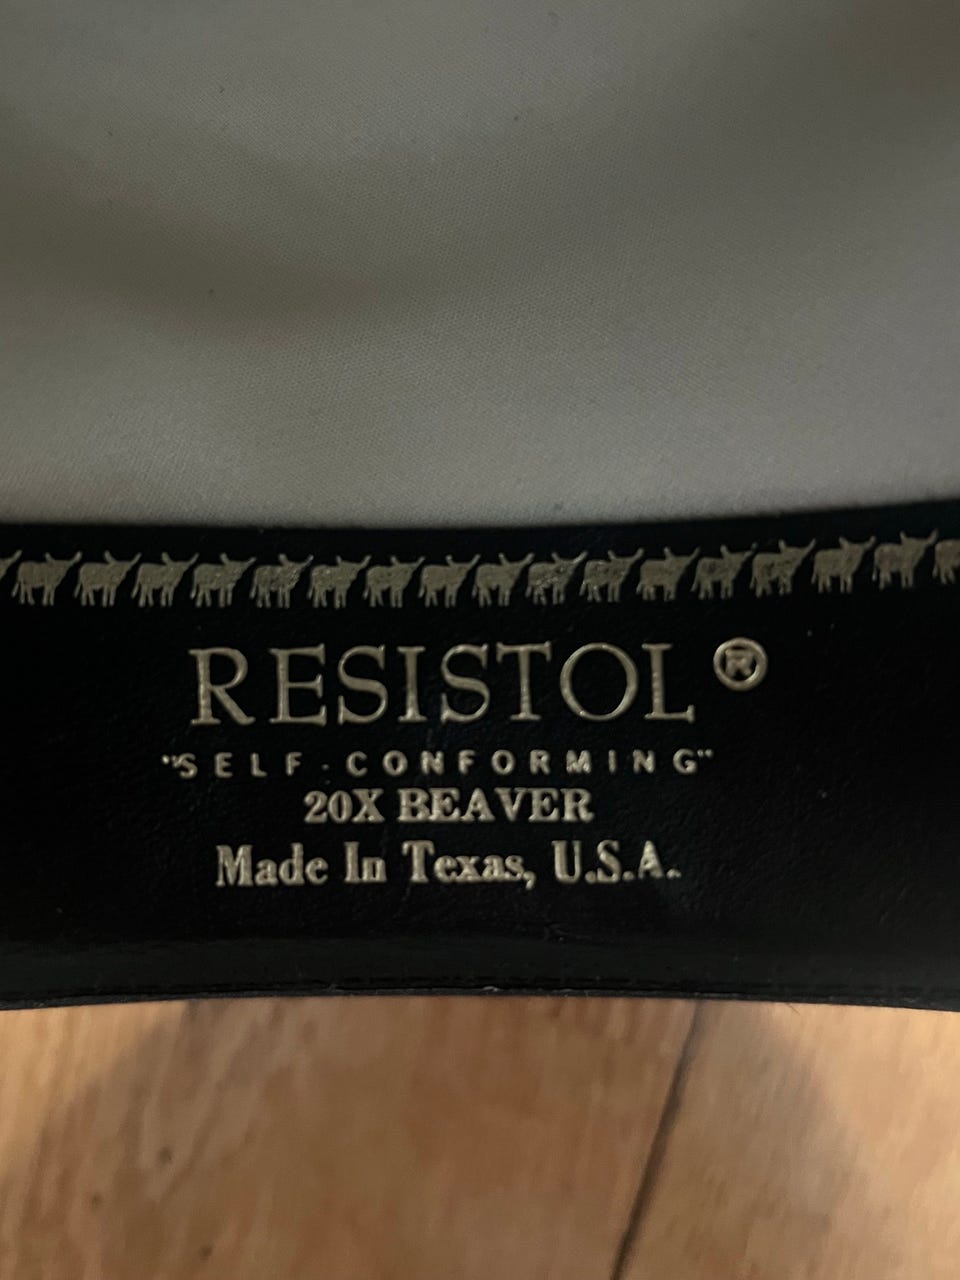 RESISTOL®
"SELF-CONFORMING"
20X BEAVER
Made In Texas, U.S.A.